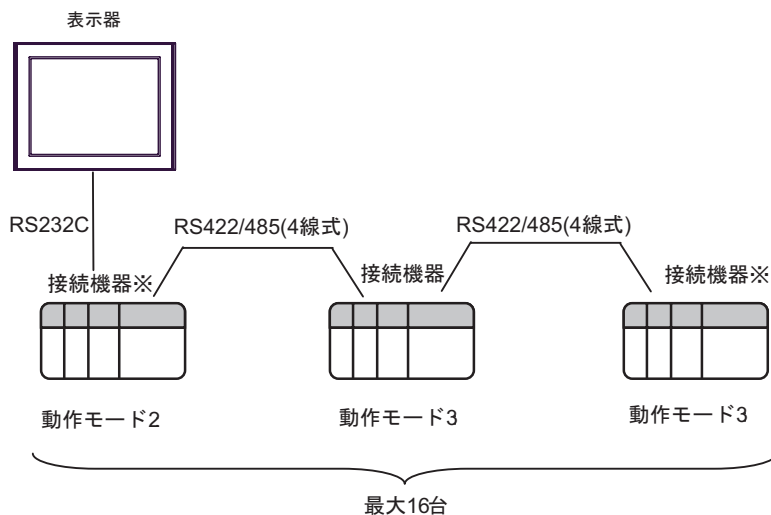 表示器
RS232C
RS422/485(4線式)
RS422/485(4線式)
接続機器※
接続機器
接続機器※
動作モード2
動作モード3
動作モード3
最大16台